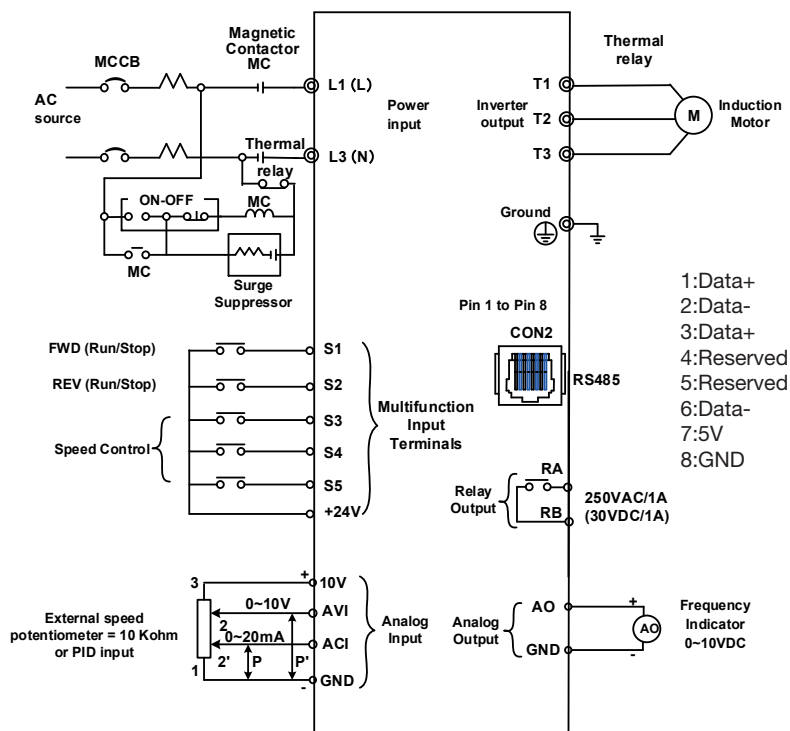 Magnetic
Contactor
MC
MCCB
AC
source
L1 (L)
L3 (N)
Thermal
relay
ON-OFF
MC
MC
Surge
Suppressor
Power
input
Inverter
output
T1
T2
T3
Thermal
relay
M
Induction
Motor
Ground
Pin 1 to Pin 8
CON2
RS485
1:Data+
2:Data-
3:Data+
4:Reserved
5:Reserved
6:Data-
7:5V
8:GND
FWD (Run/Stop)
REV (Run/Stop)
Speed Control
S1
S2
S3
S4
S5
+24V
Multifunction
Input
Terminals
Relay
Output
RA
RB
250VAC/1A
(30VDC/1A)
External speed
potentiometer = 10 Kohm
or PID input
3
2
2'
1
0~10V
0~20mA
P
P'
+
10V
AVI
ACI
- GND
Analog
Input
Analog
Output
AO
GND
+
AO
-
Frequency
Indicator
0~10VDC